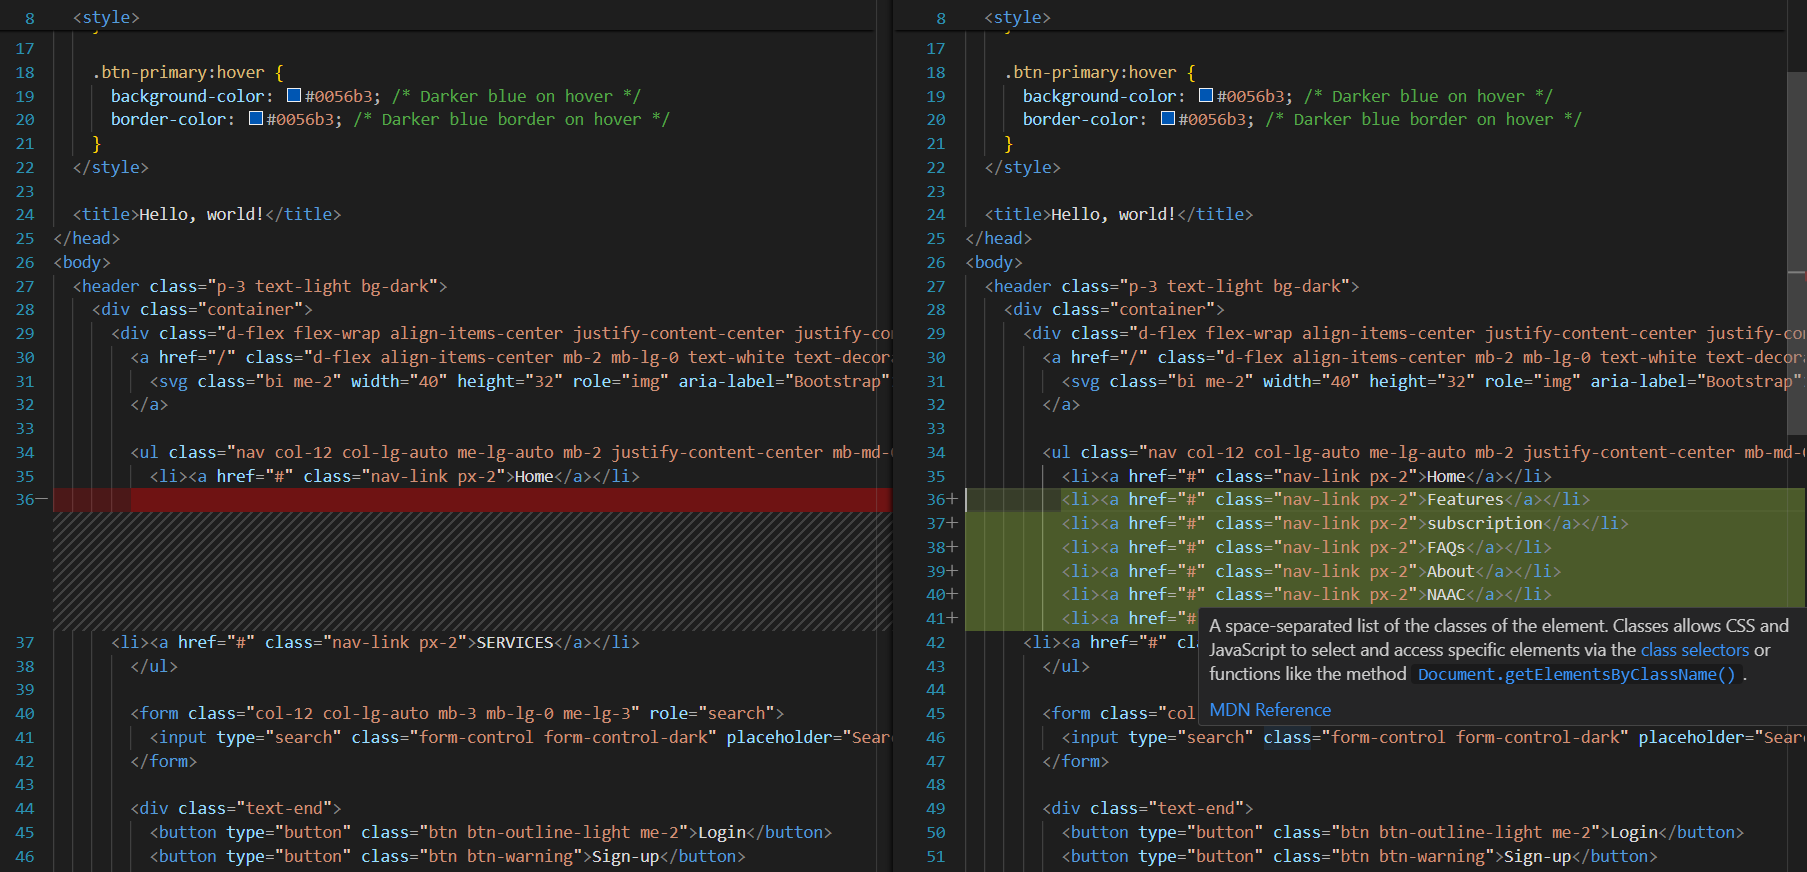 8 <style>
17
18 .btn-primary:hover {
19 background-color: #0056b3; /* Darker blue on hover */
20 border-color: #0056b3; /* Darker blue border on hover */
21 }
22 </style>
23
24 <title>Hello, world!</title>
25 </head>
26 <body>
27 <header class="p-3 text-light bg-dark">
28 <div class="container">
29 <div class="d-flex flex-wrap align-items-center justify-content-center
30 <a href="/" class="d-flex align-items-center mb-2 mb-lg-0 text-white
31 <svg class="bi me-2" width="40" height="32" role="img" aria-label="Bootstrap"
32 </a>
33
34 <ul class="nav col-12 col-lg-auto me-lg-auto mb-2 justify-content-center
35 <li><a href="#" class="nav-link px-2">Home</a></li>
36—
37 <li><a href="#" class="nav-link px-2">SERVICES</a></li>
38 </ul>
39
40 <form class="col-12 col-lg-auto mb-3 mb-lg-0 me-lg-3" role="search">
41 <input type="search" class="form-control form-control-dark" placeholder=
42 </form>
43
44 <div class="text-end">
45 <button type="button" class="btn btn-outline-light me-2">Login</button>
46 <button type="button" class="btn btn-warning">Sign-up</button>
8 <style>
17
18 .btn-primary:hover {
19 background-color: #0056b3; /* Darker blue on hover */
20 border-color: #0056b3; /* Darker blue border on hover */
21 }
22 </style>
23
24 <title>Hello, world!</title>
25 </head>
26 <body>
27 <header class="p-3 text-light bg-dark">
28 <div class="container">
29 <div class="d-flex flex-wrap align-items-center justify-content-center
30 <a href="/" class="d-flex align-items-center mb-2 mb-lg-0 text-white
31 <svg class="bi me-2" width="40" height="32" role="img" aria-label="Bootstrap"
32 </a>
33
34 <ul class="nav col-12 col-lg-auto me-lg-auto mb-2 justify-content-center
35 <li><a href="#" class="nav-link px-2">Home</a></li>
36+ <li><a href="#" class="nav-link px-2">Features</a></li>
37+ <li><a href="#" class="nav-link px-2">subscription</a></li>
38+ <li><a href="#" class="nav-link px-2">FAQs</a></li>
39+ <li><a href="#" class="nav-link px-2">About</a></li>
40+ <li><a href="#" class="nav-link px-2">NAAC</a></li>
41+ <li><a href="#"
42 <li><a href="#"
43 </ul>
44
45 <form class="col
46 <input type="search" class="form-control form-control-dark" placeholder=
47 </form>
48
49 <div class="text-end">
50 <button type="button" class="btn btn-outline-light me-2">Login</button>
51 <button type="button" class="btn btn-warning">Sign-up</button>
A space-separated list of the classes of the element. Classes allows CSS and
JavaScript to select and access specific elements via the class selectors or
functions like the method Document.getElementsByClassName() .
MDN Reference